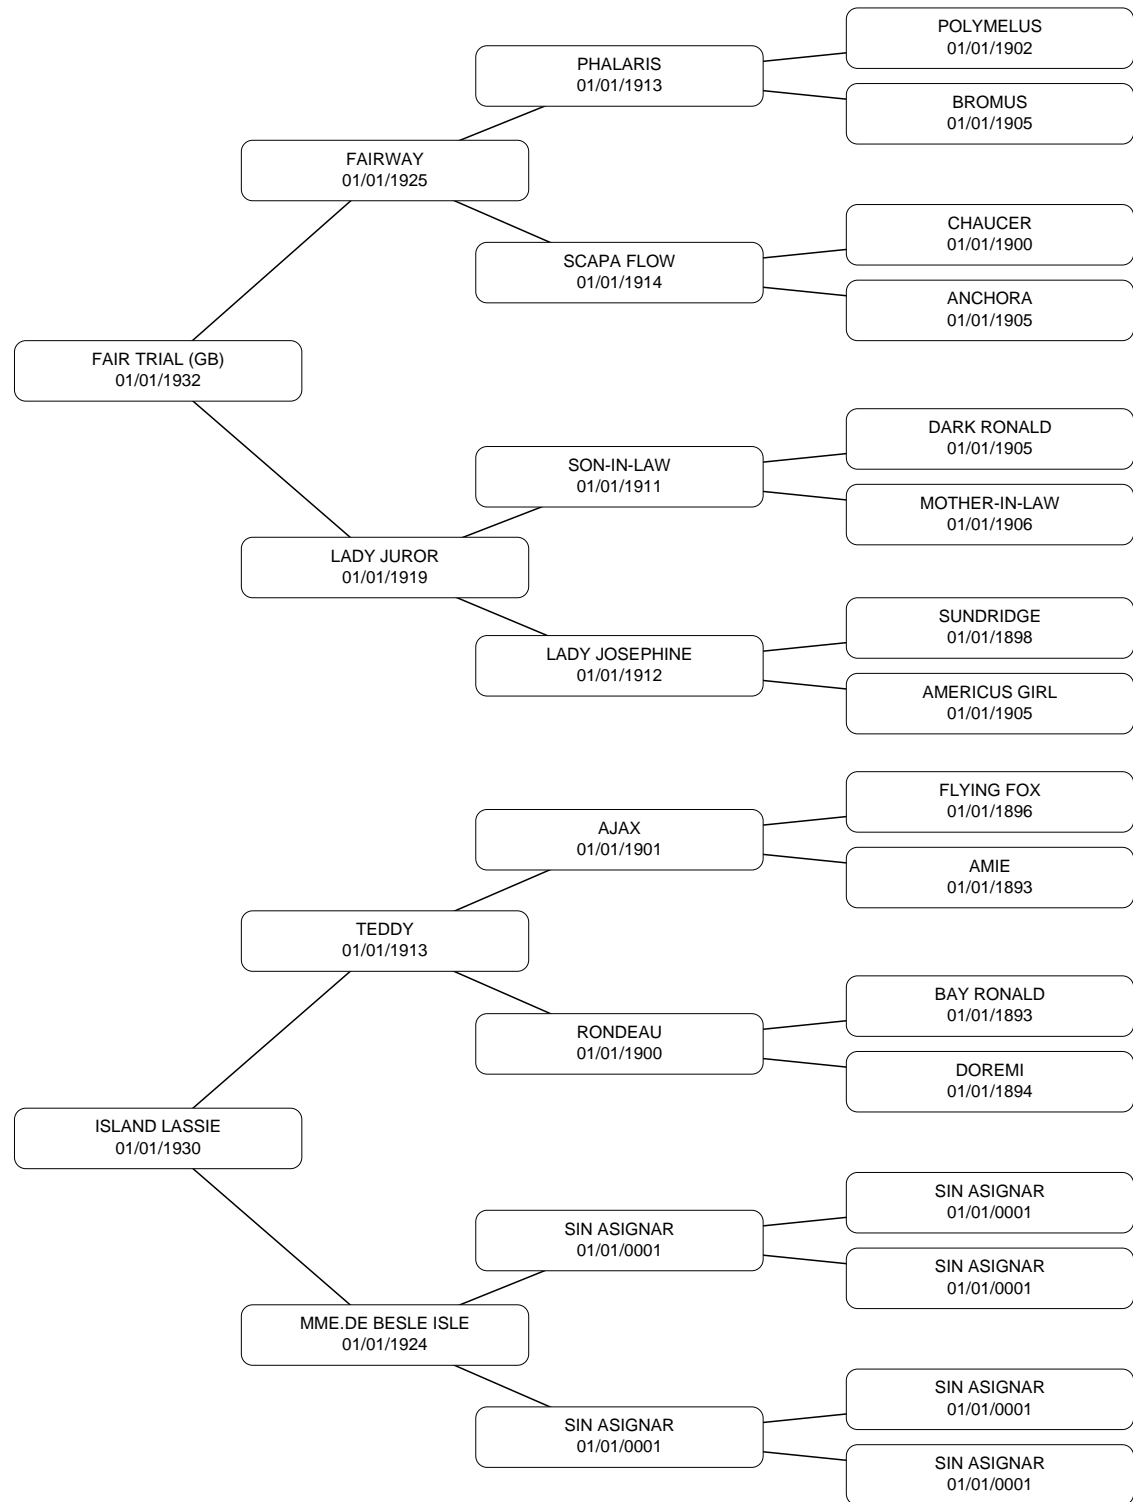 POLYMELUS
01/01/1902
PHALARIS
01/01/1913
BROMUS
01/01/1905
FAIRWAY
01/01/1925
CHAUCER
01/01/1900
SCAPA FLOW
01/01/1914
ANCHORA
01/01/1905
FAIR TRIAL (GB)
01/01/1932
DARK RONALD
01/01/1905
SON-IN-LAW
01/01/1911
MOTHER-IN-LAW
01/01/1906
LADY JUROR
01/01/1919
SUNDRIDGE
01/01/1898
LADY JOSEPHINE
01/01/1912
AMERICUS GIRL
01/01/1905
FLYING FOX
01/01/1896
AJAX
01/01/1901
AMIE
01/01/1893
TEDDY
01/01/1913
BAY RONALD
01/01/1893
RONDEAU
01/01/1900
DOREMI
01/01/1894
ISLAND LASSIE
01/01/1930
SIN ASIGNAR
01/01/0001
SIN ASIGNAR
01/01/0001
SIN ASIGNAR
01/01/0001
MME.DE BESLE ISLE
01/01/1924
SIN ASIGNAR
01/01/0001
SIN ASIGNAR
01/01/0001
SIN ASIGNAR
01/01/0001